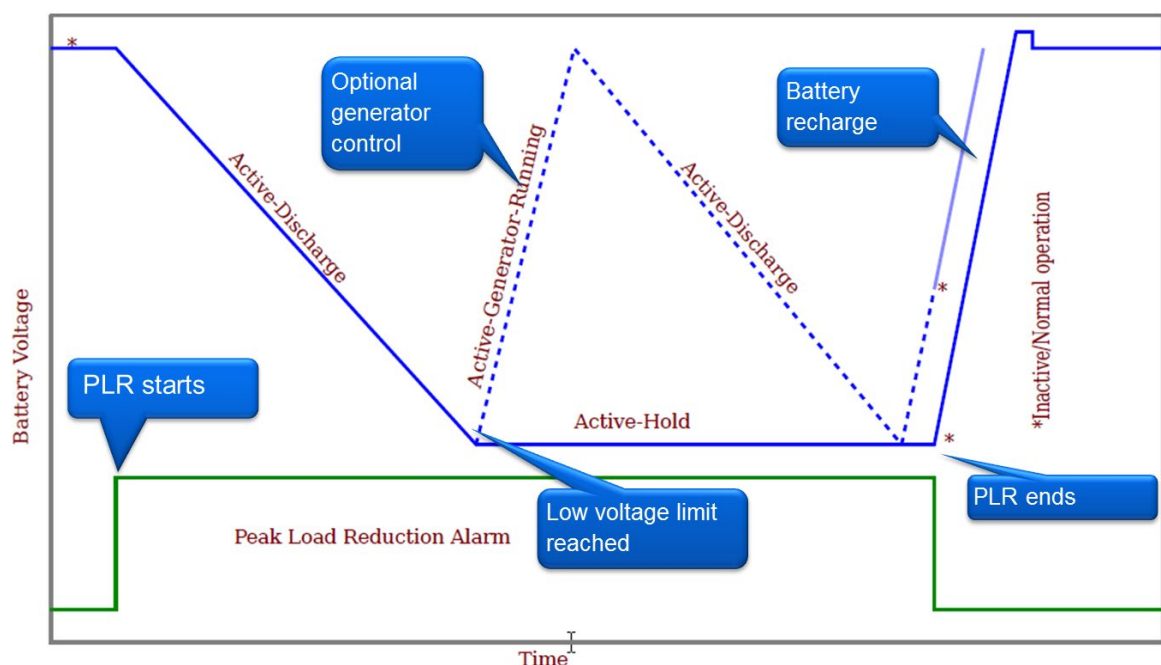 *
Optional
generator
control
Battery
recharge
Active-Discharge
Active-Generator-Running
Active-Discharge
*
*Inactive/Normal operation
Battery Voltage
PLR starts
Active-Hold
*
PLR ends
Low voltage limit
reached
Peak Load Reduction Alarm
Time